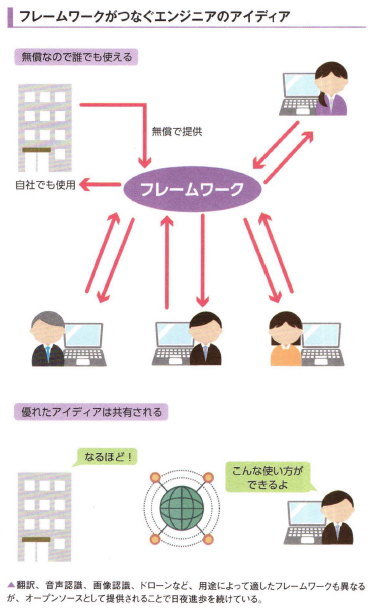 フレームワークがつなぐエンジニアのアイディア
無償なので誰でも使える
無償で提供
自社でも使用
フレームワーク
優れたアイディアは共有される
なるほど！
こんな使い方が
できるよ
▲翻訳、音声認識、画像認識、ドローンなど、用途によって適したフレームワークも異なる
が、オープンソースとして提供されることで日夜進歩を続けている。